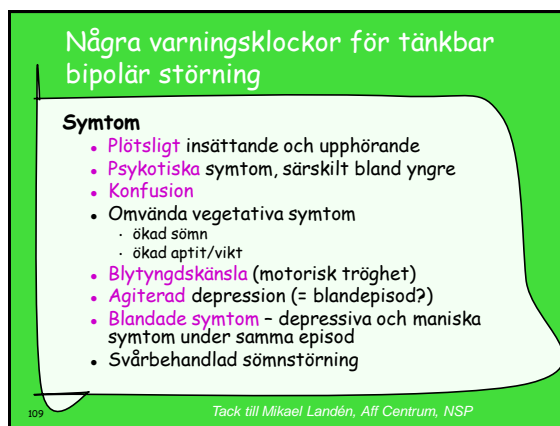 Några varningsklockor för tänkbar
bipolär störning
Symtom
• Plötsligt insättande och upphörande
• Psykotiska symtom, särskilt bland yngre
• Konfusion
• Omvända vegetativa symtom
· ökad sömn
· ökad aptit/vikt
• Blytyngdskänsla (motorisk tröghet)
• Agiterad depression (= blandepisod?)
• Blandade symtom – depressiva och maniska
symtom under samma episod
• Svårbehandlad sömnstörning
109
Tack till Mikael Landén, Aff Centrum, NSP